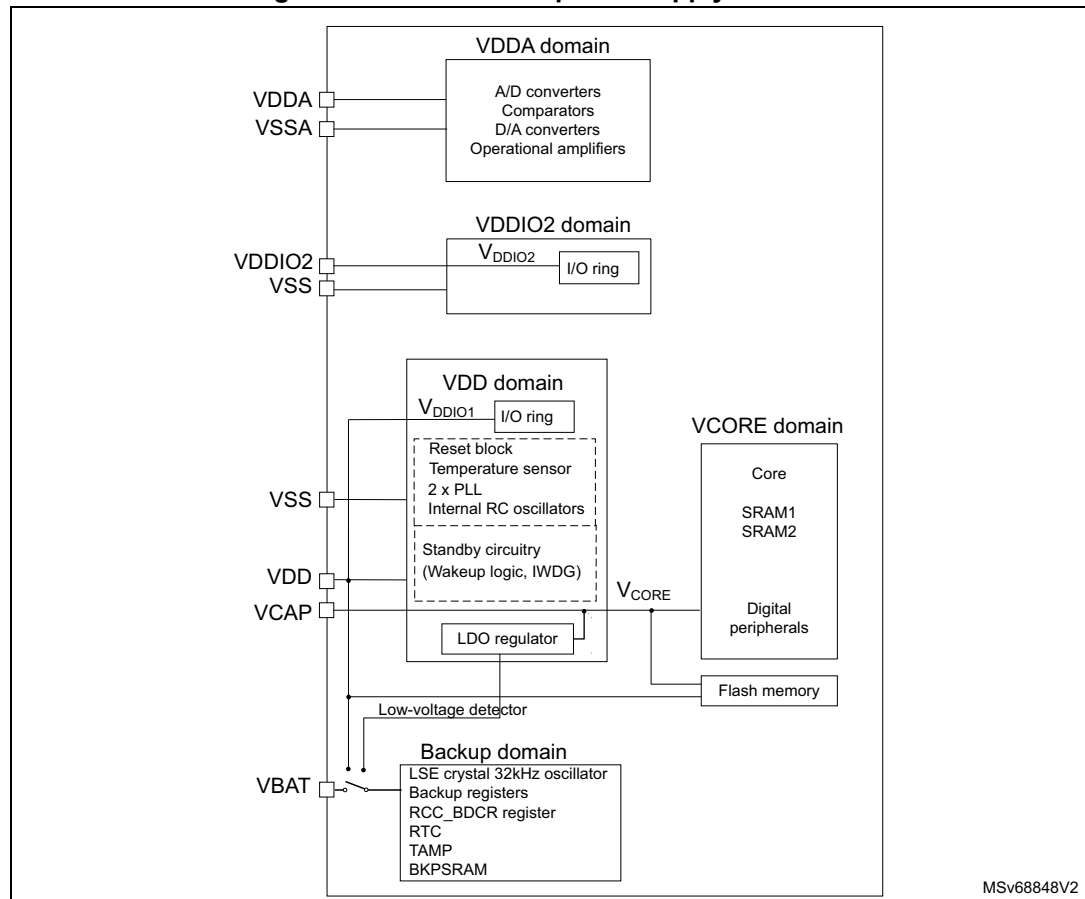 VDDA domain
VDDA
VSSA
A/D converters
Comparators
D/A converters
Operational amplifiers
VDDIO2 domain
VDDIO2
VSS
VDDIO2
I/O ring
VDD domain
VDDIO1
I/O ring
Reset block
Temperature sensor
2 x PLL
Internal RC oscillators
VSS
Standby circuitry
(Wakeup logic, IWDG)
VDD
VCAP
LDO regulator
VCORE
VCORE domain
Core
SRAM1
SRAM2
Digital
peripherals
Flash memory
Low-voltage detector
Backup domain
VBAT
LSE crystal 32kHz oscillator
Backup registers
RCC_BDCR register
RTC
TAMP
BKPSRAM
MSv68848V2